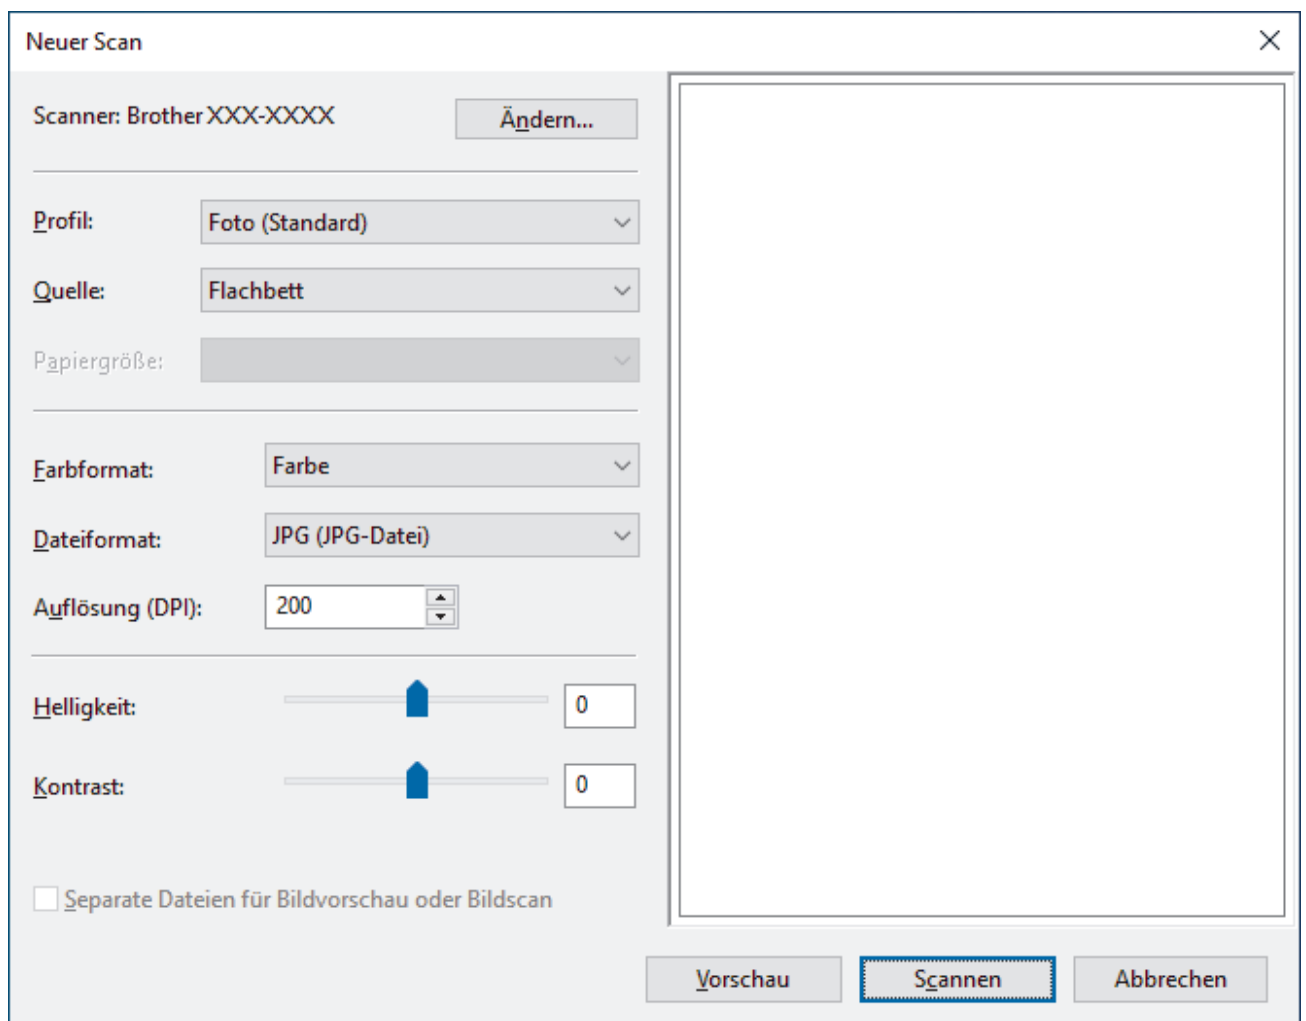 Neuer Scan
Scanner: Brother XXX-XXXX
Ändern...
Profil:
Foto (Standard)
Quelle:
Flachbett
Papiergröße:
Farbformat:
Farbe
Dateiformat:
JPG (JPG-Datei)
Auflösung (DPI):
200
Helligkeit:
0
Kontrast:
0
Separate Dateien für Bildvorschau oder Bildscan
Vorschau
Scannen
Abbrechen